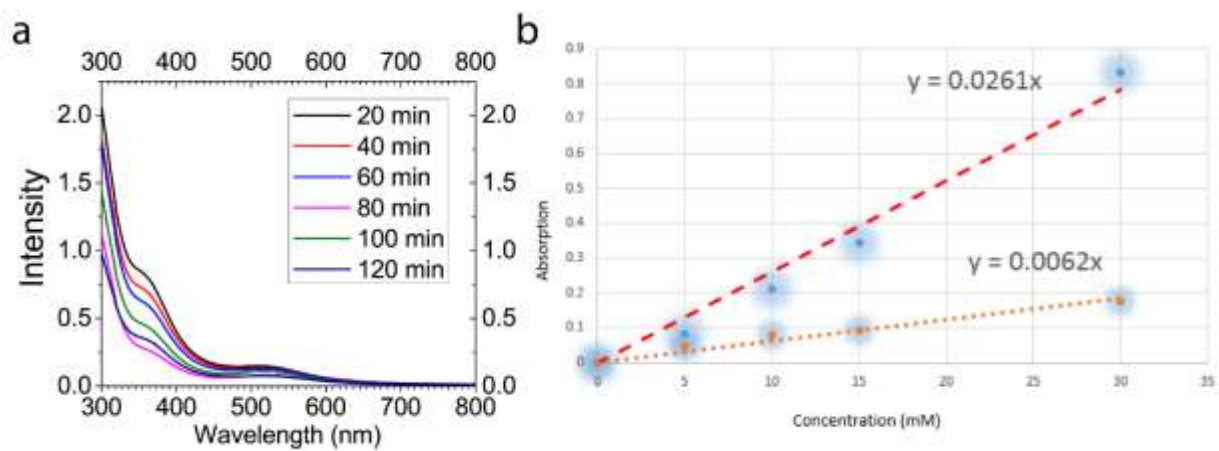 a
300 400 500 600 700 800
2.0
1.5
1.0
0.5
0.0
2.0
1.5
1.0
0.5
0.0
Intensity
20 min
40 min
60 min
80 min
100 min
120 min
300 400 500 600 700 800
Wavelength (nm)
b
0.9
0.8
0.7
0.6
0.5
0.4
0.3
0.2
0.1
0
Absorption
y = 0.0261x
y = 0.0062x
0 5 10 15 20 25 30 35
Concentration (mM)